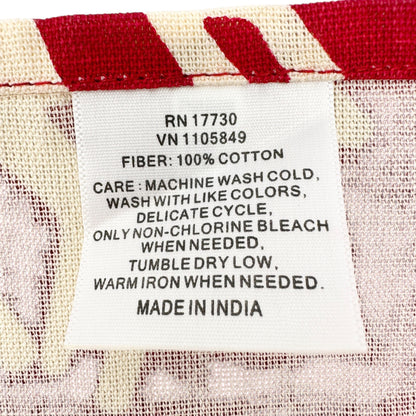 RN 17730
VN 1105849
FIBER: 100% COTTON
CARE : MACHINE WASH COLD,
WASH WITH LIKE COLORS,
DELICATE CYCLE,
ONLY NON-CHLORINE BLEACH
WHEN NEEDED,
TUMBLE DRY LOW,
WARM IRON WHEN NEEDED.
MADE IN INDIA